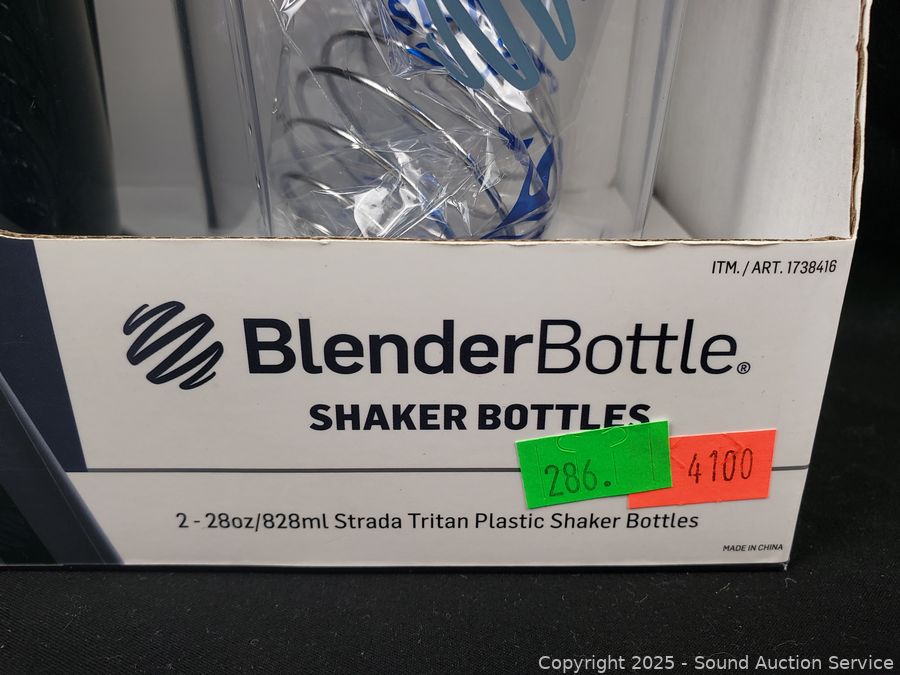 ITM. / ART. 1738416
BlenderBottle®
SHAKER BOTTLES
286.
4100
2 - 28oz/828ml Strada Tritan Plastic Shaker Bottles
MADE IN CHINA
Copyright 2025 - Sound Auction Service